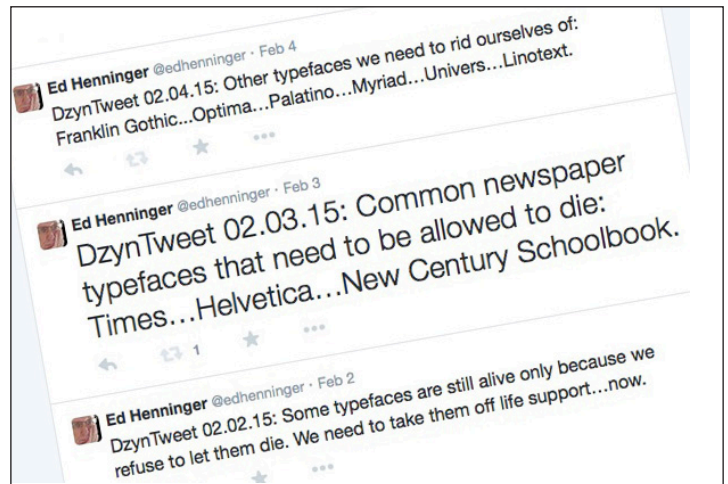 Ed Henninger @edhenninger · Feb 4
DzynTweet 02.04.15: Other typefaces we need to rid ourselves of:
Franklin Gothic...Optima…Palatino…Myriad…Univers…Linotext.
Ed Henninger @edhenninger · Feb 3
DzynTweet 02.03.15: Common newspaper
typefaces that need to be allowed to die:
Times…Helvetica…New Century Schoolbook.
1
Ed Henninger @edhenninger · Feb 2
DzynTweet 02.02.15: Some typefaces are still alive only because we
refuse to let them die. We need to take them off life support…now.